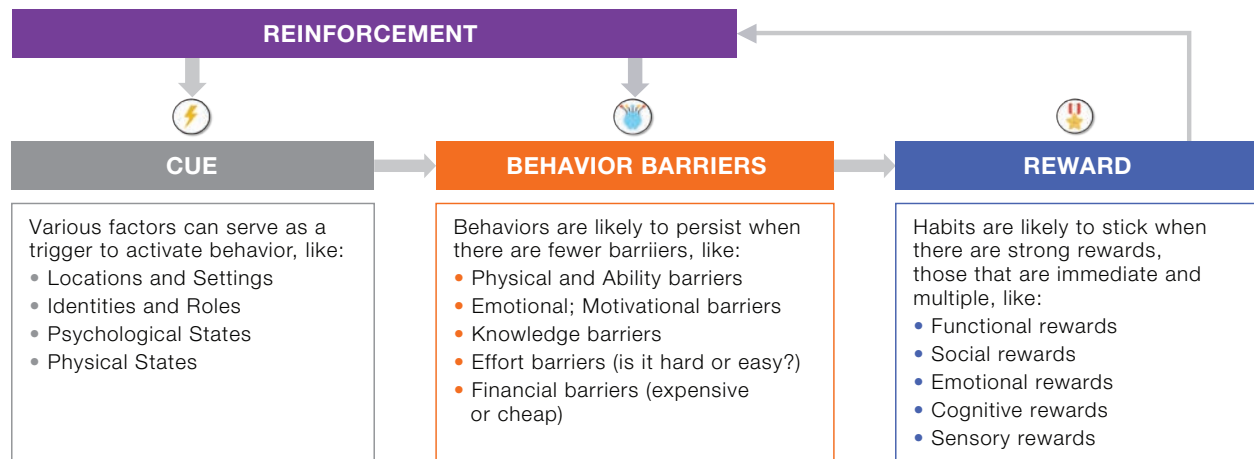 REINFORCEMENT
CUE
Various factors can serve as a
trigger to activate behavior, like:
• Locations and Settings
• Identities and Roles
• Psychological States
• Physical States
BEHAVIOR BARRIERS
Behaviors are likely to persist when
there are fewer barriiers, like:
• Physical and Ability barriers
• Emotional; Motivational barriers
• Knowledge barriers
• Effort barriers (is it hard or easy?)
• Financial barriers (expensive
or cheap)
REWARD
Habits are likely to stick when
there are strong rewards,
those that are immediate and
multiple, like:
• Functional rewards
• Social rewards
• Emotional rewards
• Cognitive rewards
• Sensory rewards